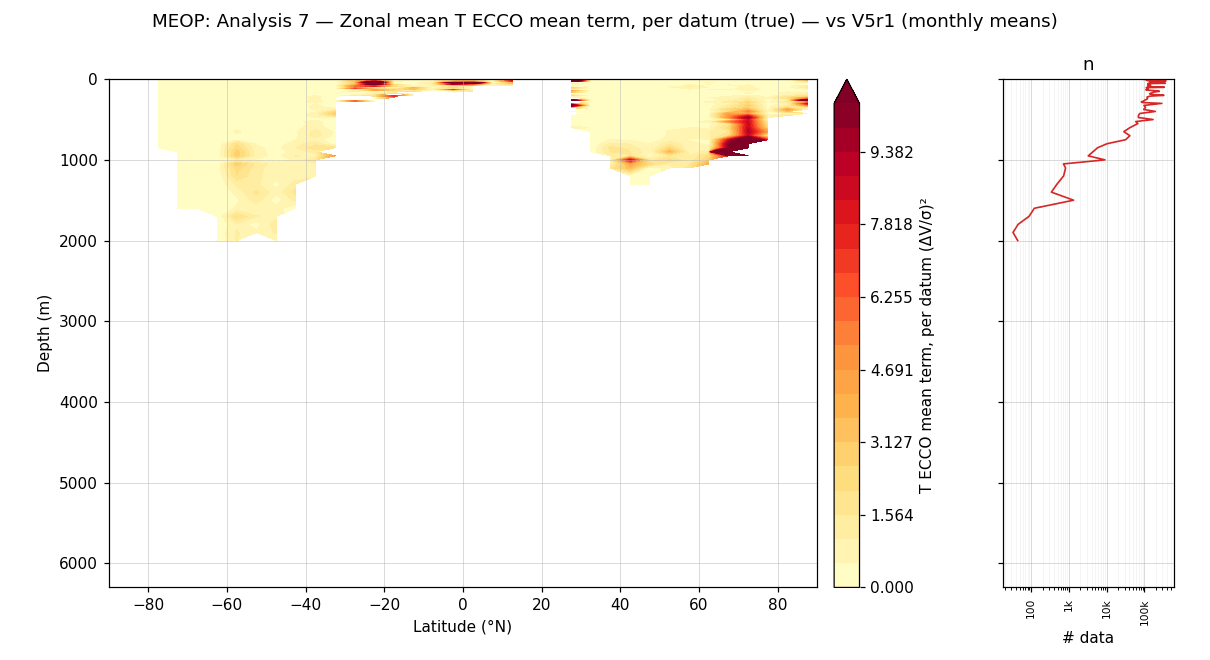 MEOP: Analysis 7 — Zonal mean T ECCO mean term, per datum (true) — vs V5r1 (monthly means)
n
0
1000
2000
3000
4000
5000
6000
Depth (m)
−80
−60
−40
−20
0
20
40
60
80
Latitude (°N)
9.382
7.818
6.255
4.691
3.127
1.564
0.000
T ECCO mean term, per datum (ΔV/σ)²
100
1k
10k
100k
# data